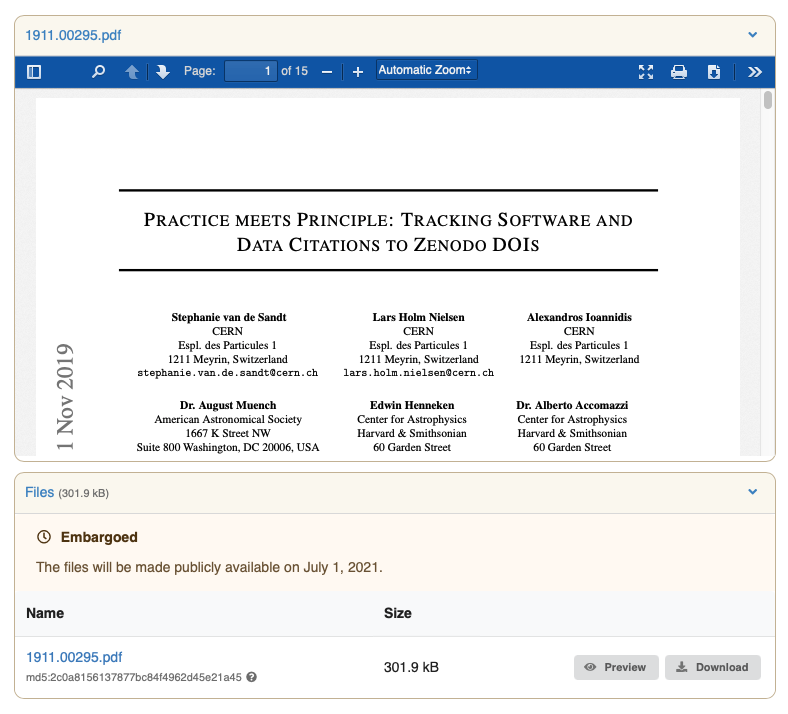 1911.00295.pdf
Page: 1 of 15 Automatic Zoom
PRACTICE MEETS PRINCIPLE: TRACKING SOFTWARE AND
DATA CITATIONS TO ZENODO DOIS
Stephanie van de Sandt Lars Holm Nielsen Alexandros Ioannidis
CERN CERN CERN
Espl. des Particules 1 Espl. des Particules 1 Espl. des Particules 1
1211 Meyrin, Switzerland 1211 Meyrin, Switzerland 1211 Meyrin, Switzerland
stephanie.van.de.sandt@cern.ch lars.holm.nielsen@cern.ch
Dr. August Muench Edwin Henneken Dr. Alberto Accomazzi
American Astronomical Society Center for Astrophysics Center for Astrophysics
1667 K Street NW Harvard & Smithsonian Harvard & Smithsonian
Suite 800 Washington, DC 20006, USA 60 Garden Street 60 Garden Street
1 Nov 2019
Files (301.9 kB)
Embargoed
The files will be made publicly available on July 1, 2021.
Name Size
1911.00295.pdf
md5:2c0a8156137877bc84f4962d45e21a45
301.9 kB Preview Download